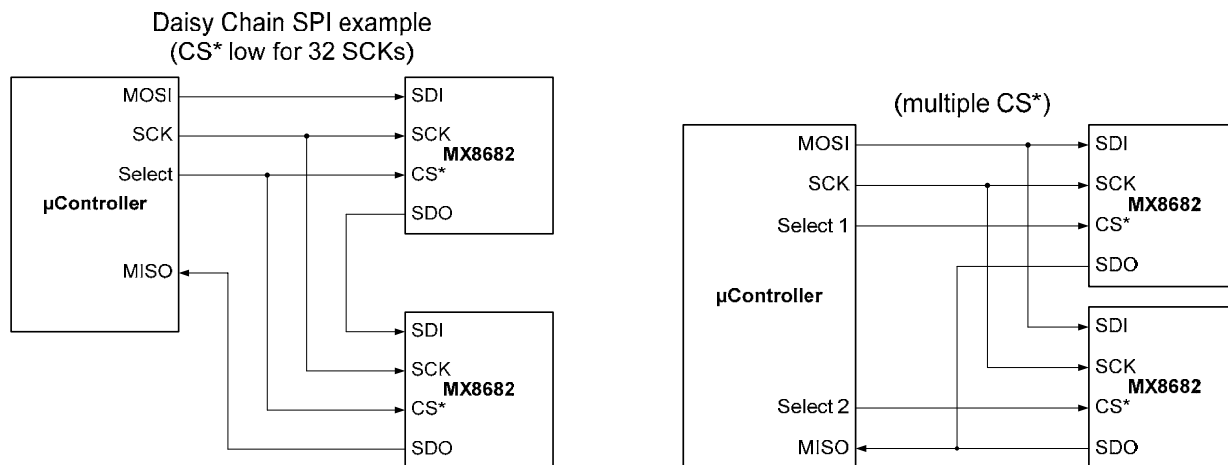 Daisy Chain SPI example
(CS* low for 32 SCKs)
MOSI
SCK
Select
µController
MISO
SDI
SCK
MX8682
CS*
SDO
SDI
SCK
MX8682
CS*
SDO
(multiple CS*)
MOSI
SCK
Select 1
µController
Select 2
MISO
SDI
SCK
MX8682
CS*
SDO
SDI
SCK
MX8682
CS*
SDO